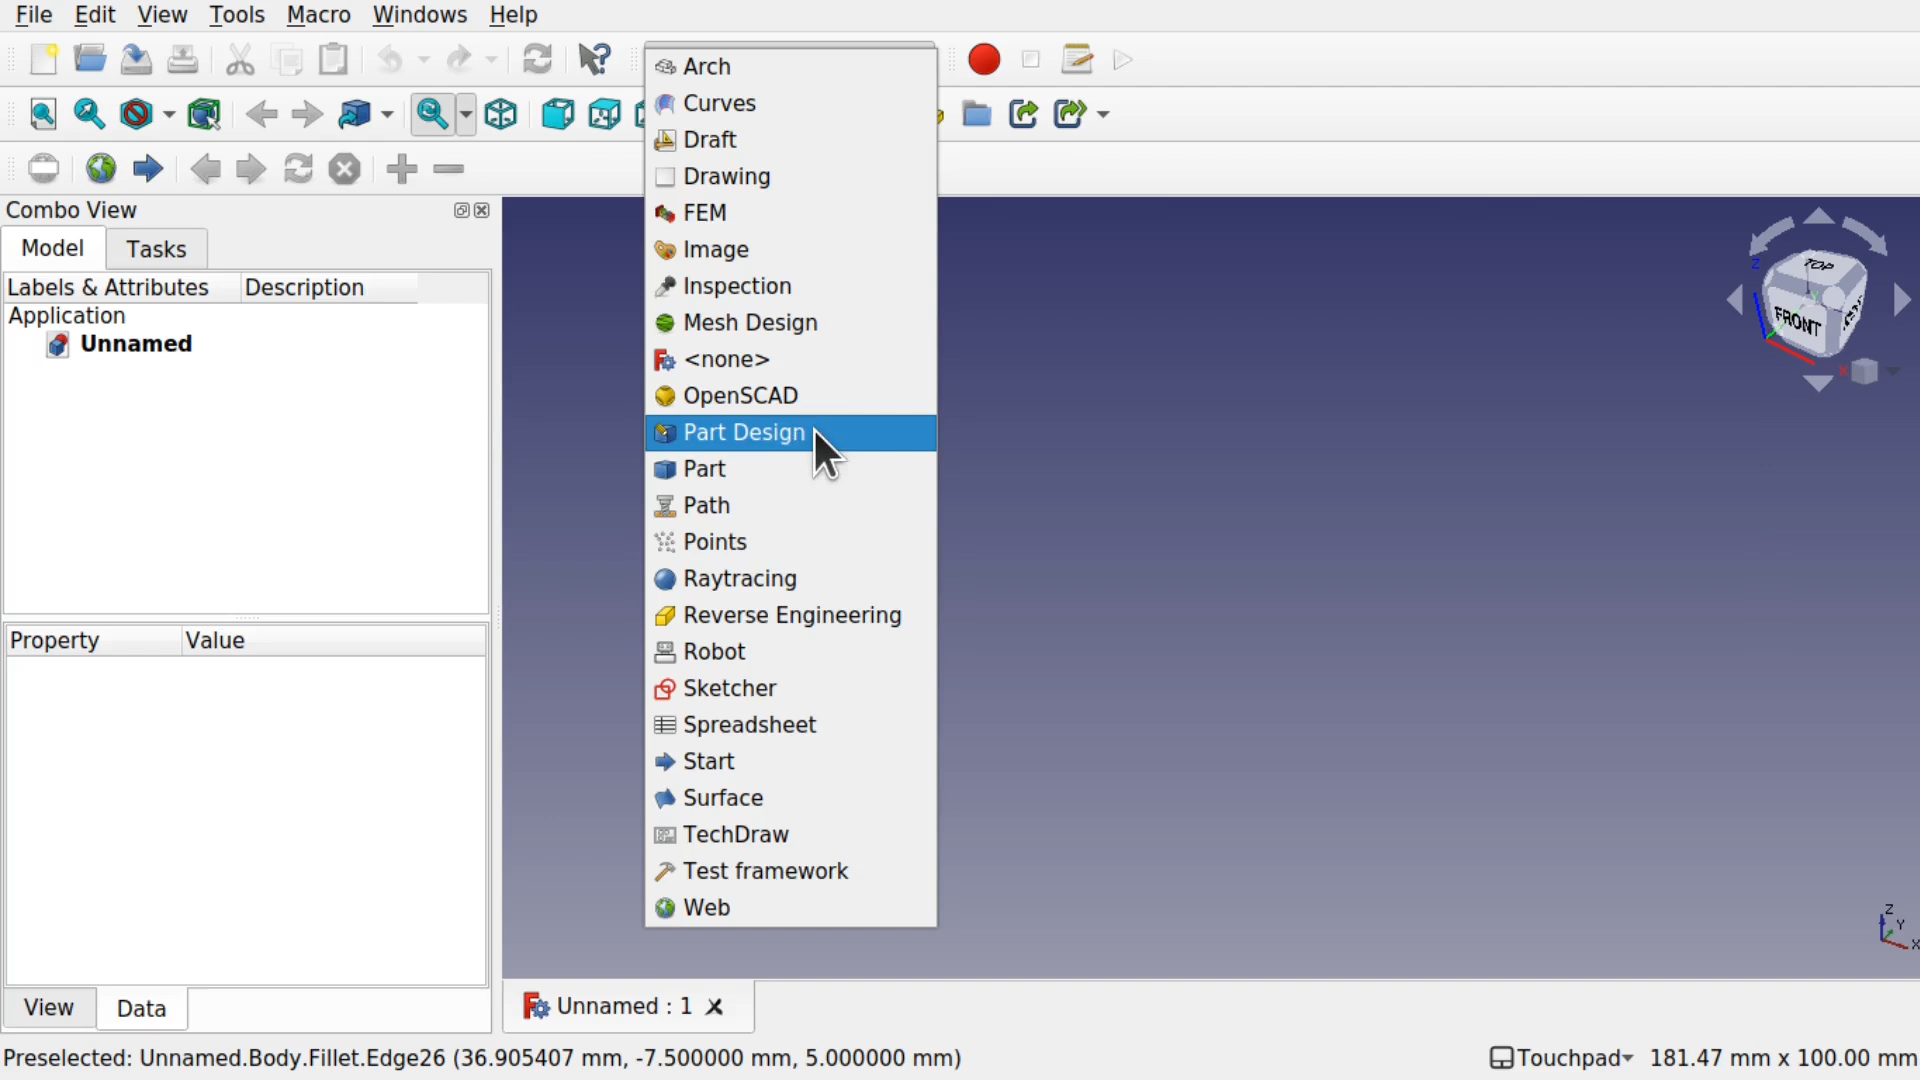 File Edit View Tools Macro Windows Help
Arch
Curves
Draft
Drawing
FEM
Image
Inspection
Mesh Design
<none>
OpenSCAD
Part Design
Part
Path
Points
Raytracing
Reverse Engineering
Robot
Sketcher
Spreadsheet
Start
Surface
TechDraw
Test framework
Web
Combo View
Model Tasks
Labels & Attributes Description
Application
Unnamed
Property Value
View Data
TOP
FRONT
Z
X
Z
Y
X
Unnamed : 1
Preselected: Unnamed.Body.Fillet.Edge26 (36.905407 mm, -7.500000 mm, 5.000000 mm)
Touchpad 181.47 mm x 100.00 mm